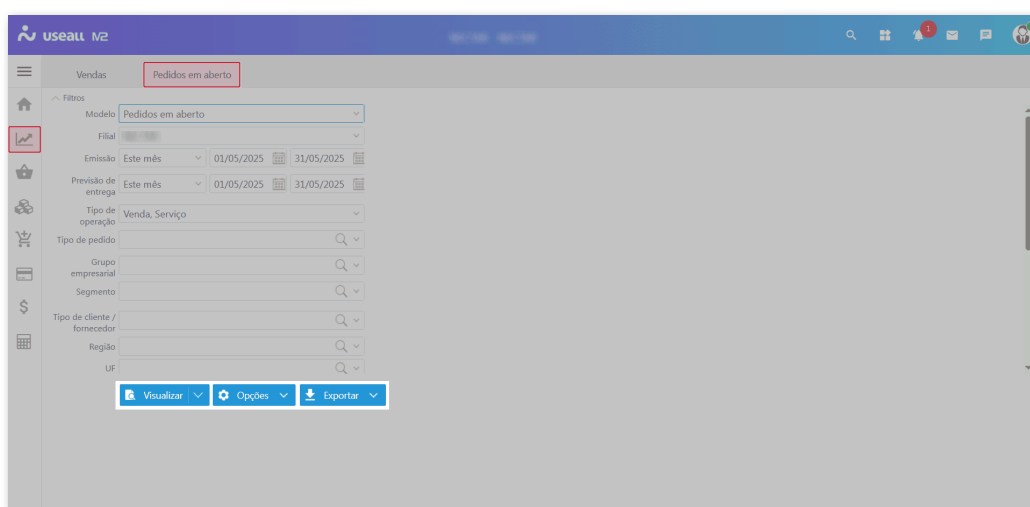 useall M2
1
Vendas
Pedidos em aberto
Filtros
Modelo Pedidos em aberto
Filial
Emissão Este mês 01/05/2025 31/05/2025
Previsão de entrega Este mês 01/05/2025 31/05/2025
Tipo de operação Venda, Serviço
Tipo de pedido
Grupo empresarial
Segmento
Tipo de cliente / fornecedor
Região
UF
Visualizar Opções Exportar